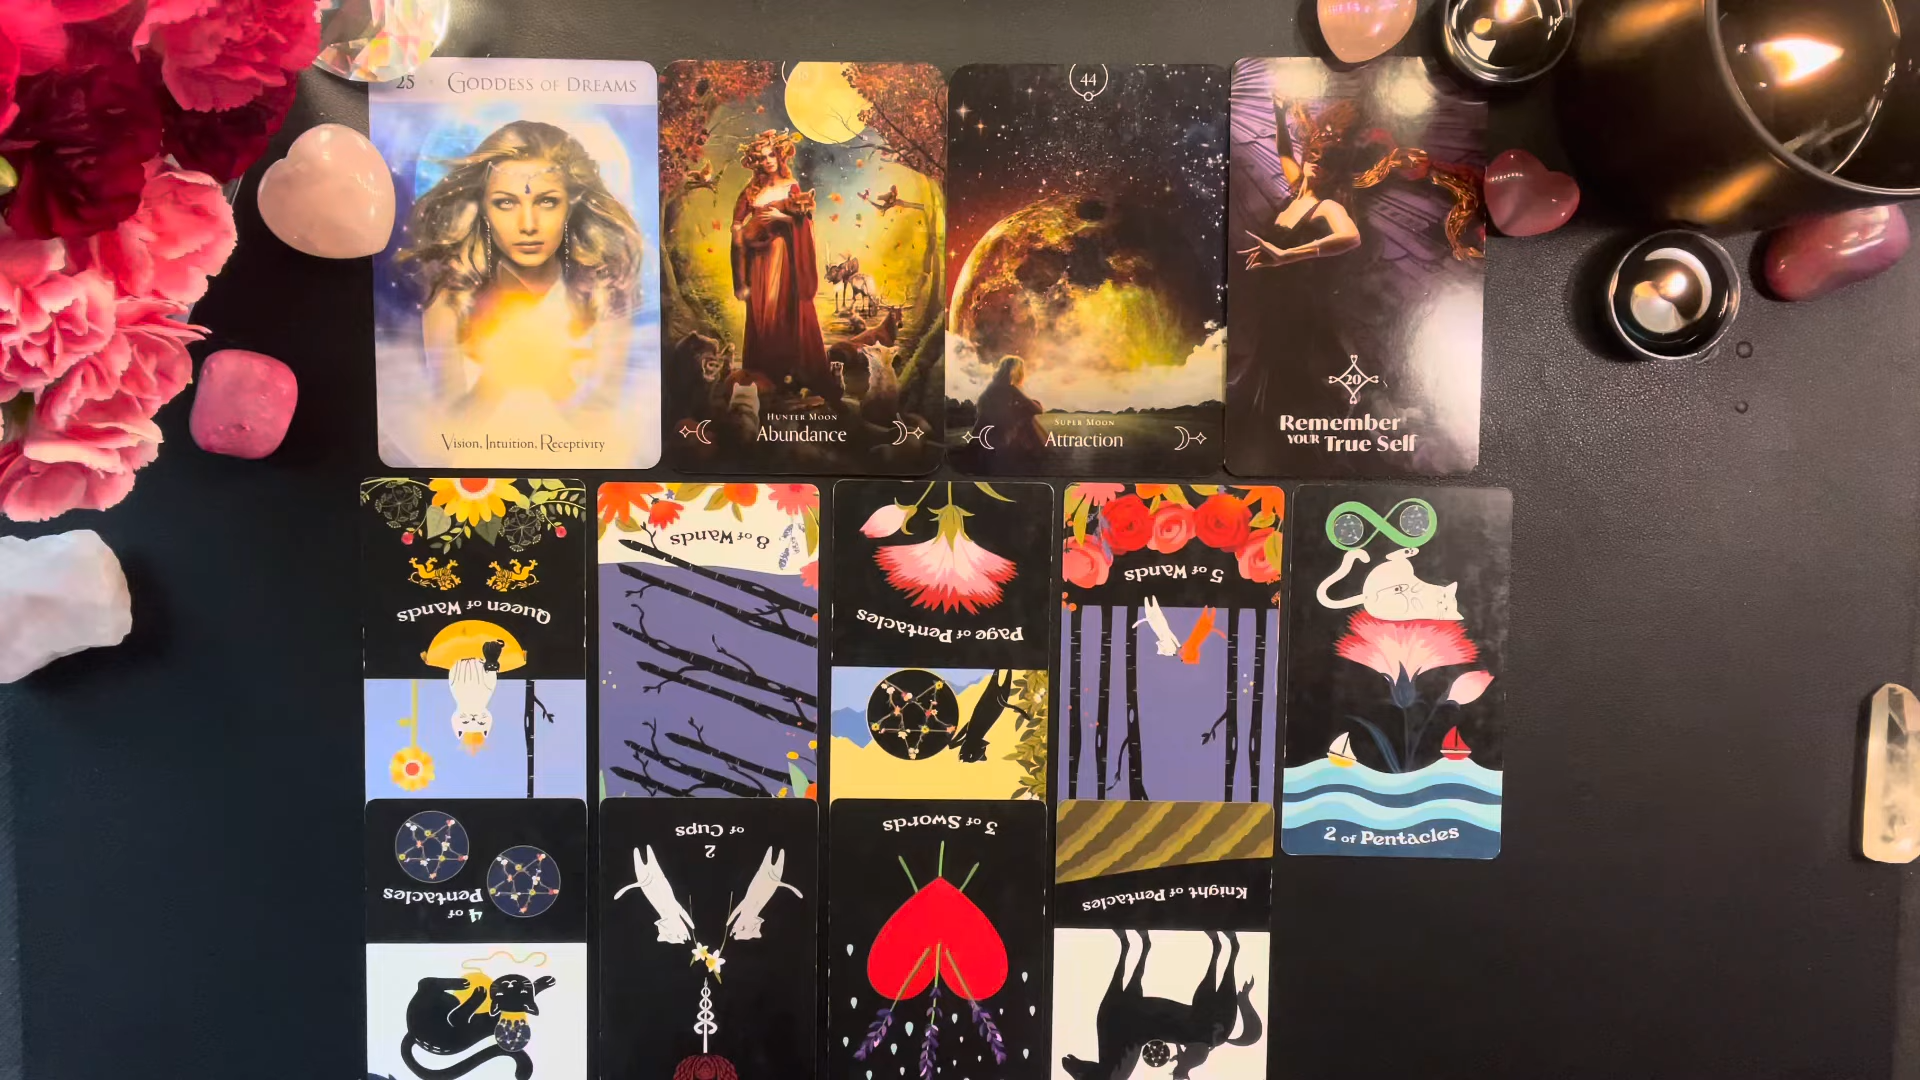 25 GODDESS OF DREAMS
Vision, Intuition, Receptivity
HUNTER MOON
Abundance
44
SUPER MOON
Attraction
20
Remember
YOUR True Self
Queen of Wands
8 of Wands
Page of Pentacles
5 of Wands
2 of Pentacles
4 of
Pentacles
2
of Cups
3 of Swords
Knight of Pentacles